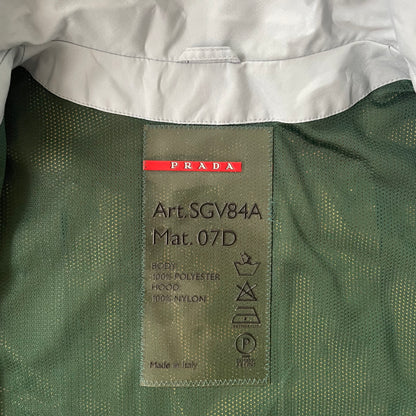 PRADA
Art.SGV84A
Mat. 07D
BODY:
100% POLYESTER
HOOD:
100% NYLON
P
Made in Italy